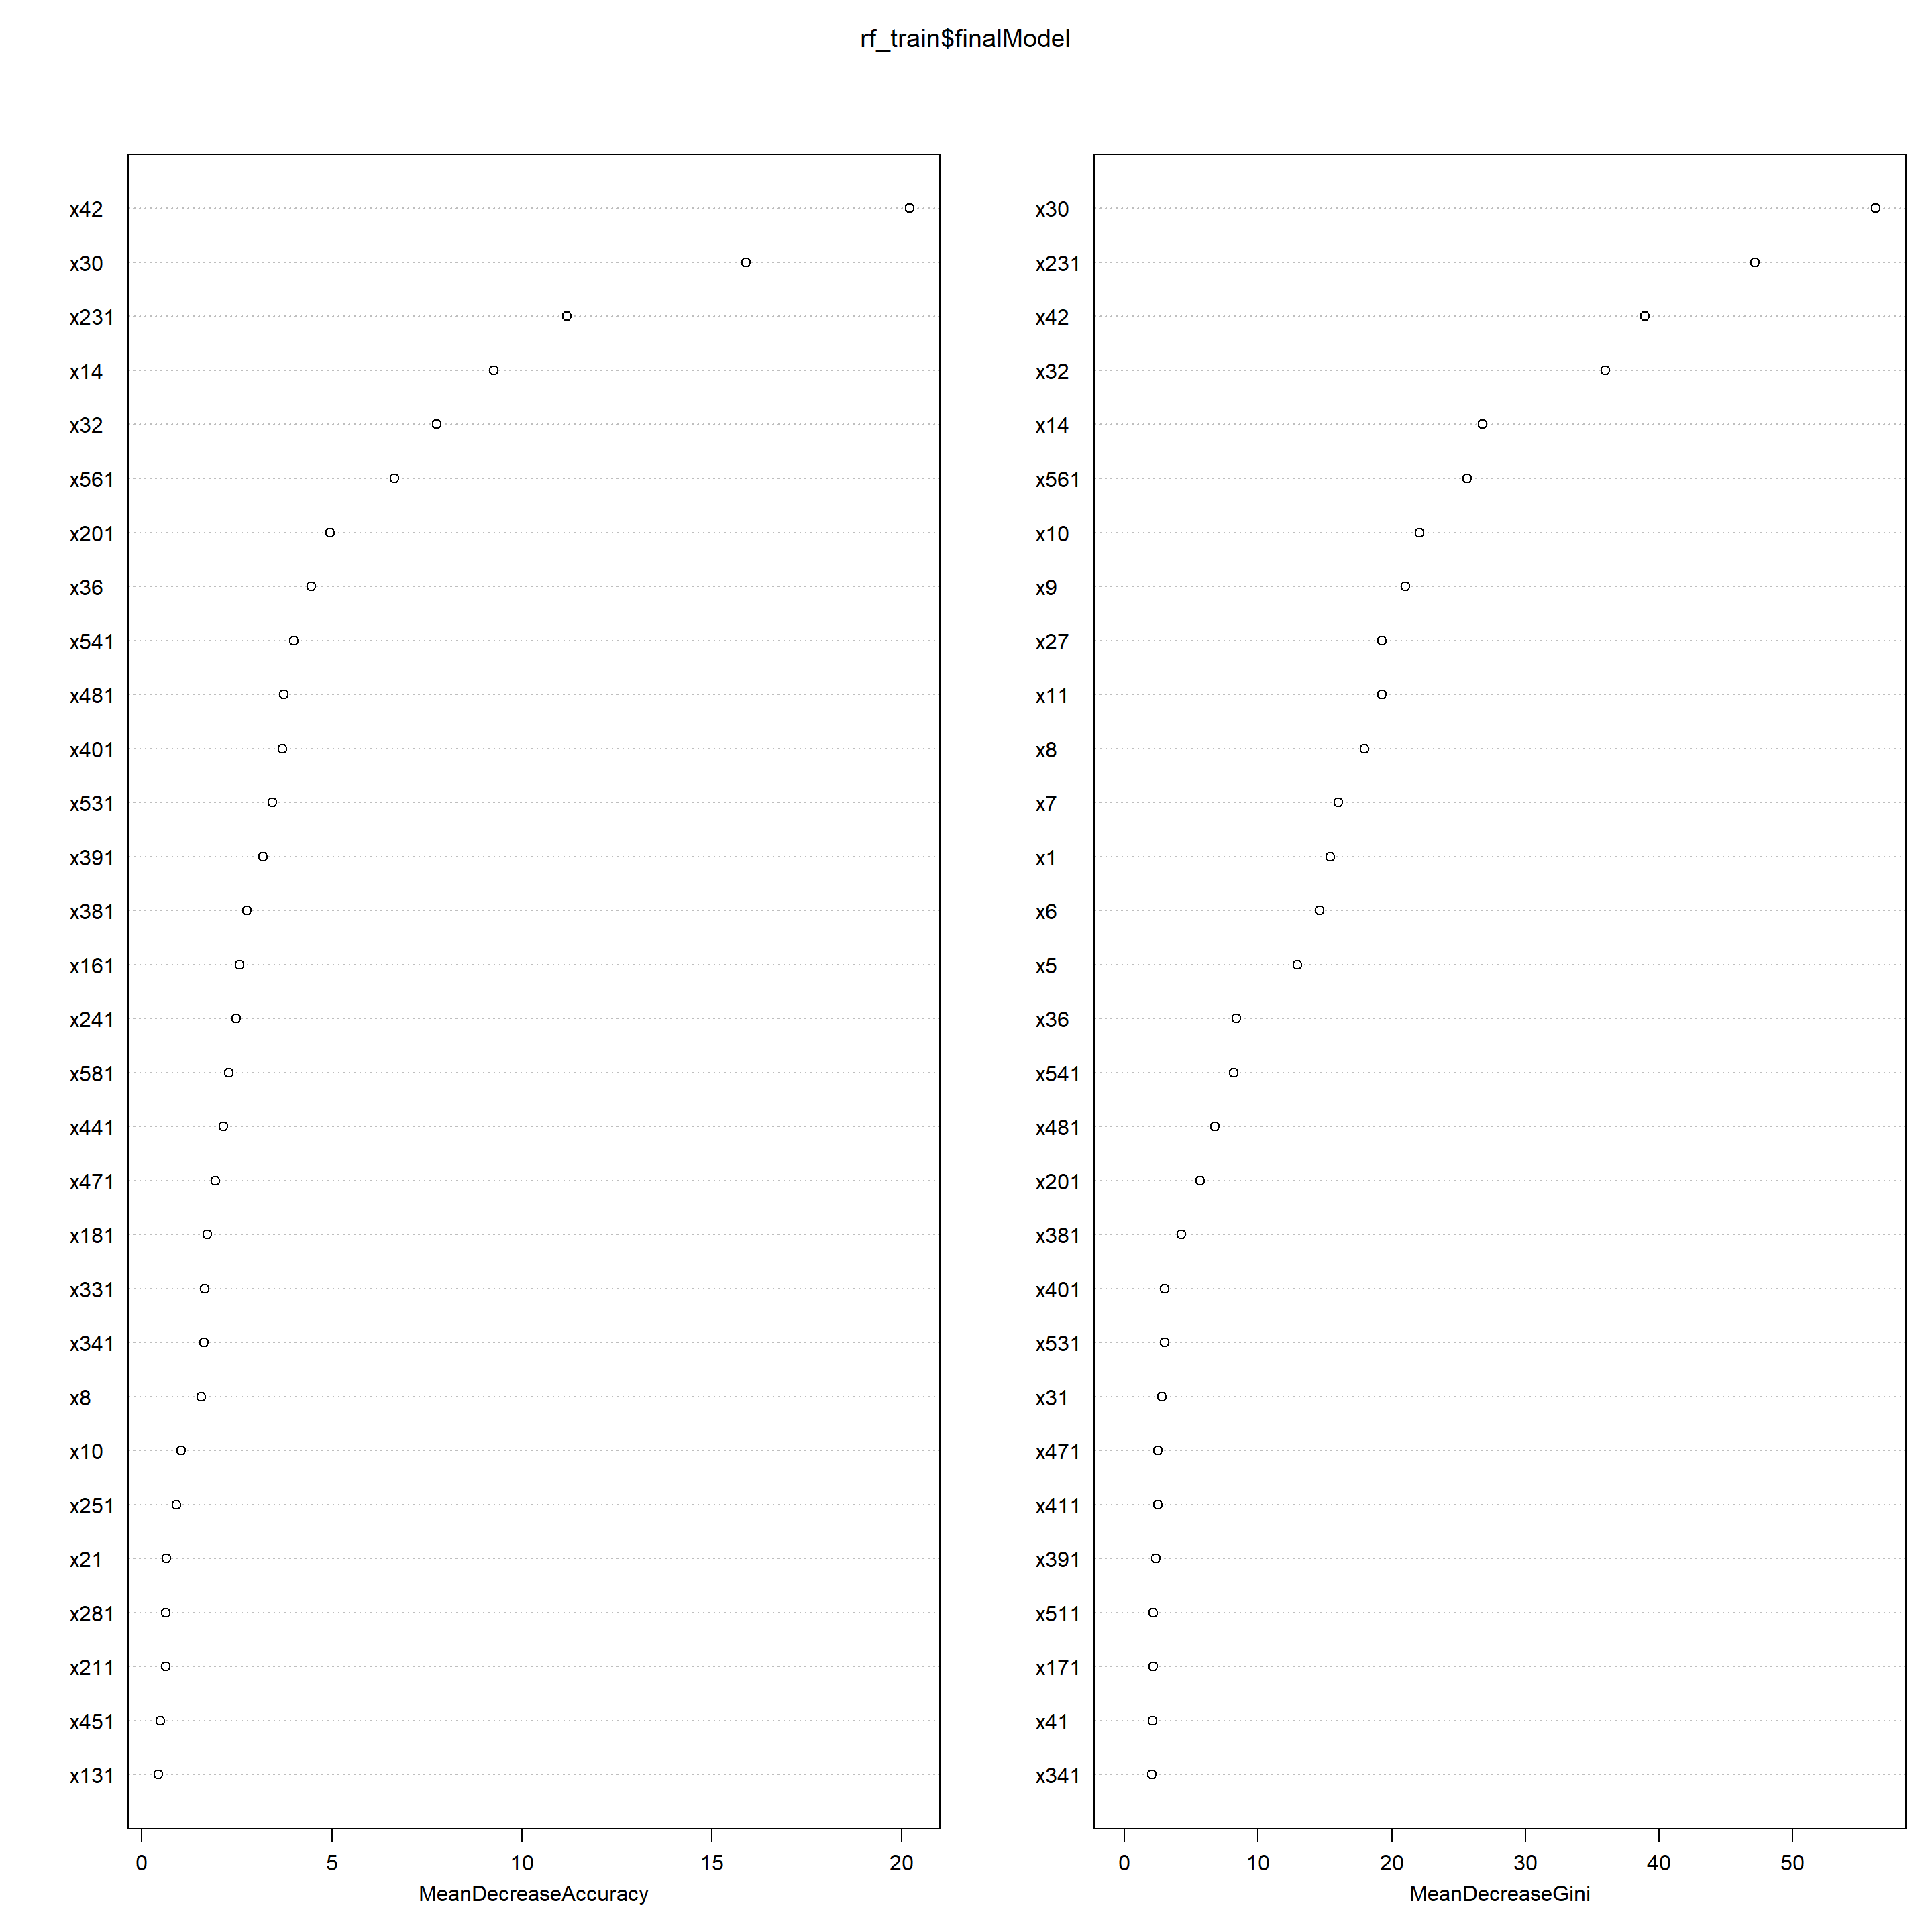 rf_train$finalModel
x42
x30
x231
x14
x32
x561
x201
x36
x541
x481
x401
x531
x391
x381
x161
x241
x581
x441
x471
x181
x331
x341
x8
x10
x251
x21
x281
x211
x451
x131
0 5 10 15 20
MeanDecreaseAccuracy
x30
x231
x42
x32
x14
x561
x10
x9
x27
x11
x8
x7
x1
x6
x5
x36
x541
x481
x201
x381
x401
x531
x31
x471
x411
x391
x511
x171
x41
x341
0 10 20 30 40 50
MeanDecreaseGini